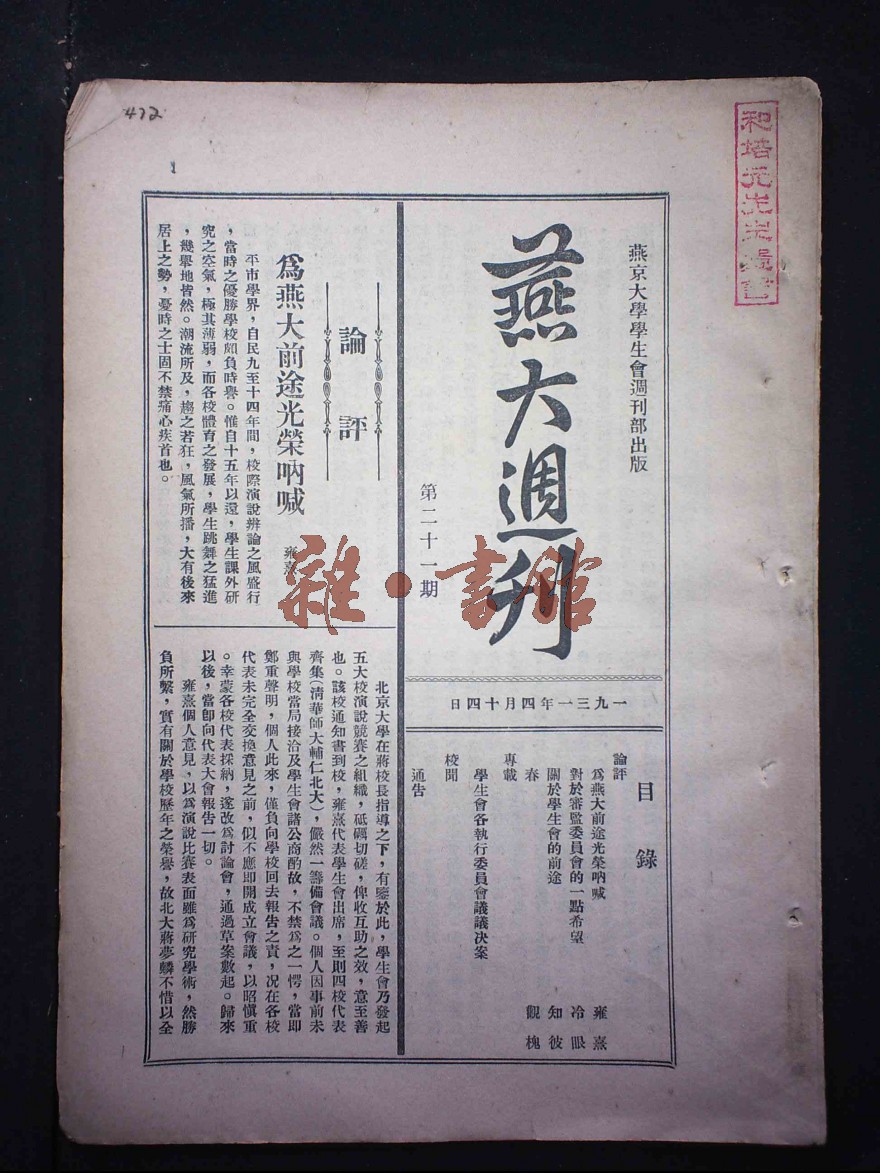 472
1
和培元先生遺書
燕京大學學生會週刊部出版
燕大週刊
第二十一期
一九三一年四月十四日
目錄
論評
為燕大前途光榮吶喊 雍熹
對於審監委員會的一點希望 冷眼
關於學生會的前途 知彼
春 觀槐
專載
學生會各執行委員會議議決案
校聞
通告
論評
為燕大前途光榮吶喊
雍熹
平市學界,自民九至十四年間,校際演說辨論之風盛行
,當時之優勝學校頗負時譽。惟自十五年以還,學生課外研
究之空氣,極其薄弱,而各校體育之發展,學生跳舞之猛進
,幾舉地皆然。潮流所及,趨之若狂,風氣所播,大有後來
居上之勢,憂時之士固不禁痛心疾首也。
北京大學在蔣校長指導之下,有鑒於此,學生會乃發起
五大校演說競賽之組織,砥礪切磋,俾收互助之效,意至善
也。該校通知書到校,雍熹代表學生會出席,至則四校代表
齊集(清華師大輔仁北大),儼然一籌備會議。個人因事前未
與學校當局接洽及學生會諸公商酌故,不禁為之一愕,當即
鄭重聲明,個人此來,僅負向學校回去報告之責,况在各校
代表未完全交換意見之前,似不應即開成立會議,以昭愼重
。幸蒙各校代表採納,遂改為討論會,通過草案數起。歸來
以後,當卽向代表大會報告一切。
雍熹個人意見,以為演說比賽表面雖為研究學術,然勝
負所繫,實有關於學校歷年之榮譽,故北大蔣夢麟不惜以全
雜·書館